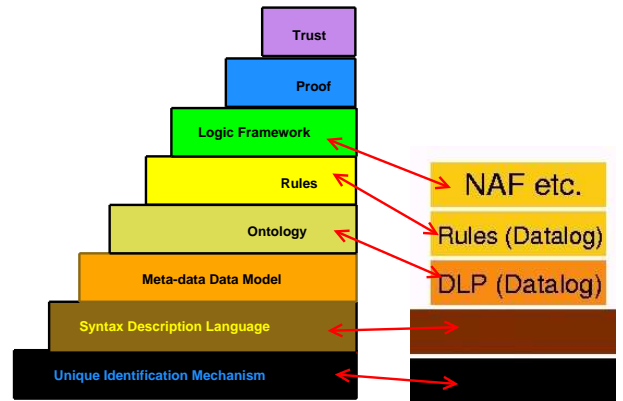 Trust
Proof
Logic Framework
Rules
Ontology
Meta-data Data Model
Syntax Description Language
Unique Identification Mechanism
NAF etc.
Rules (Datalog)
DLP (Datalog)